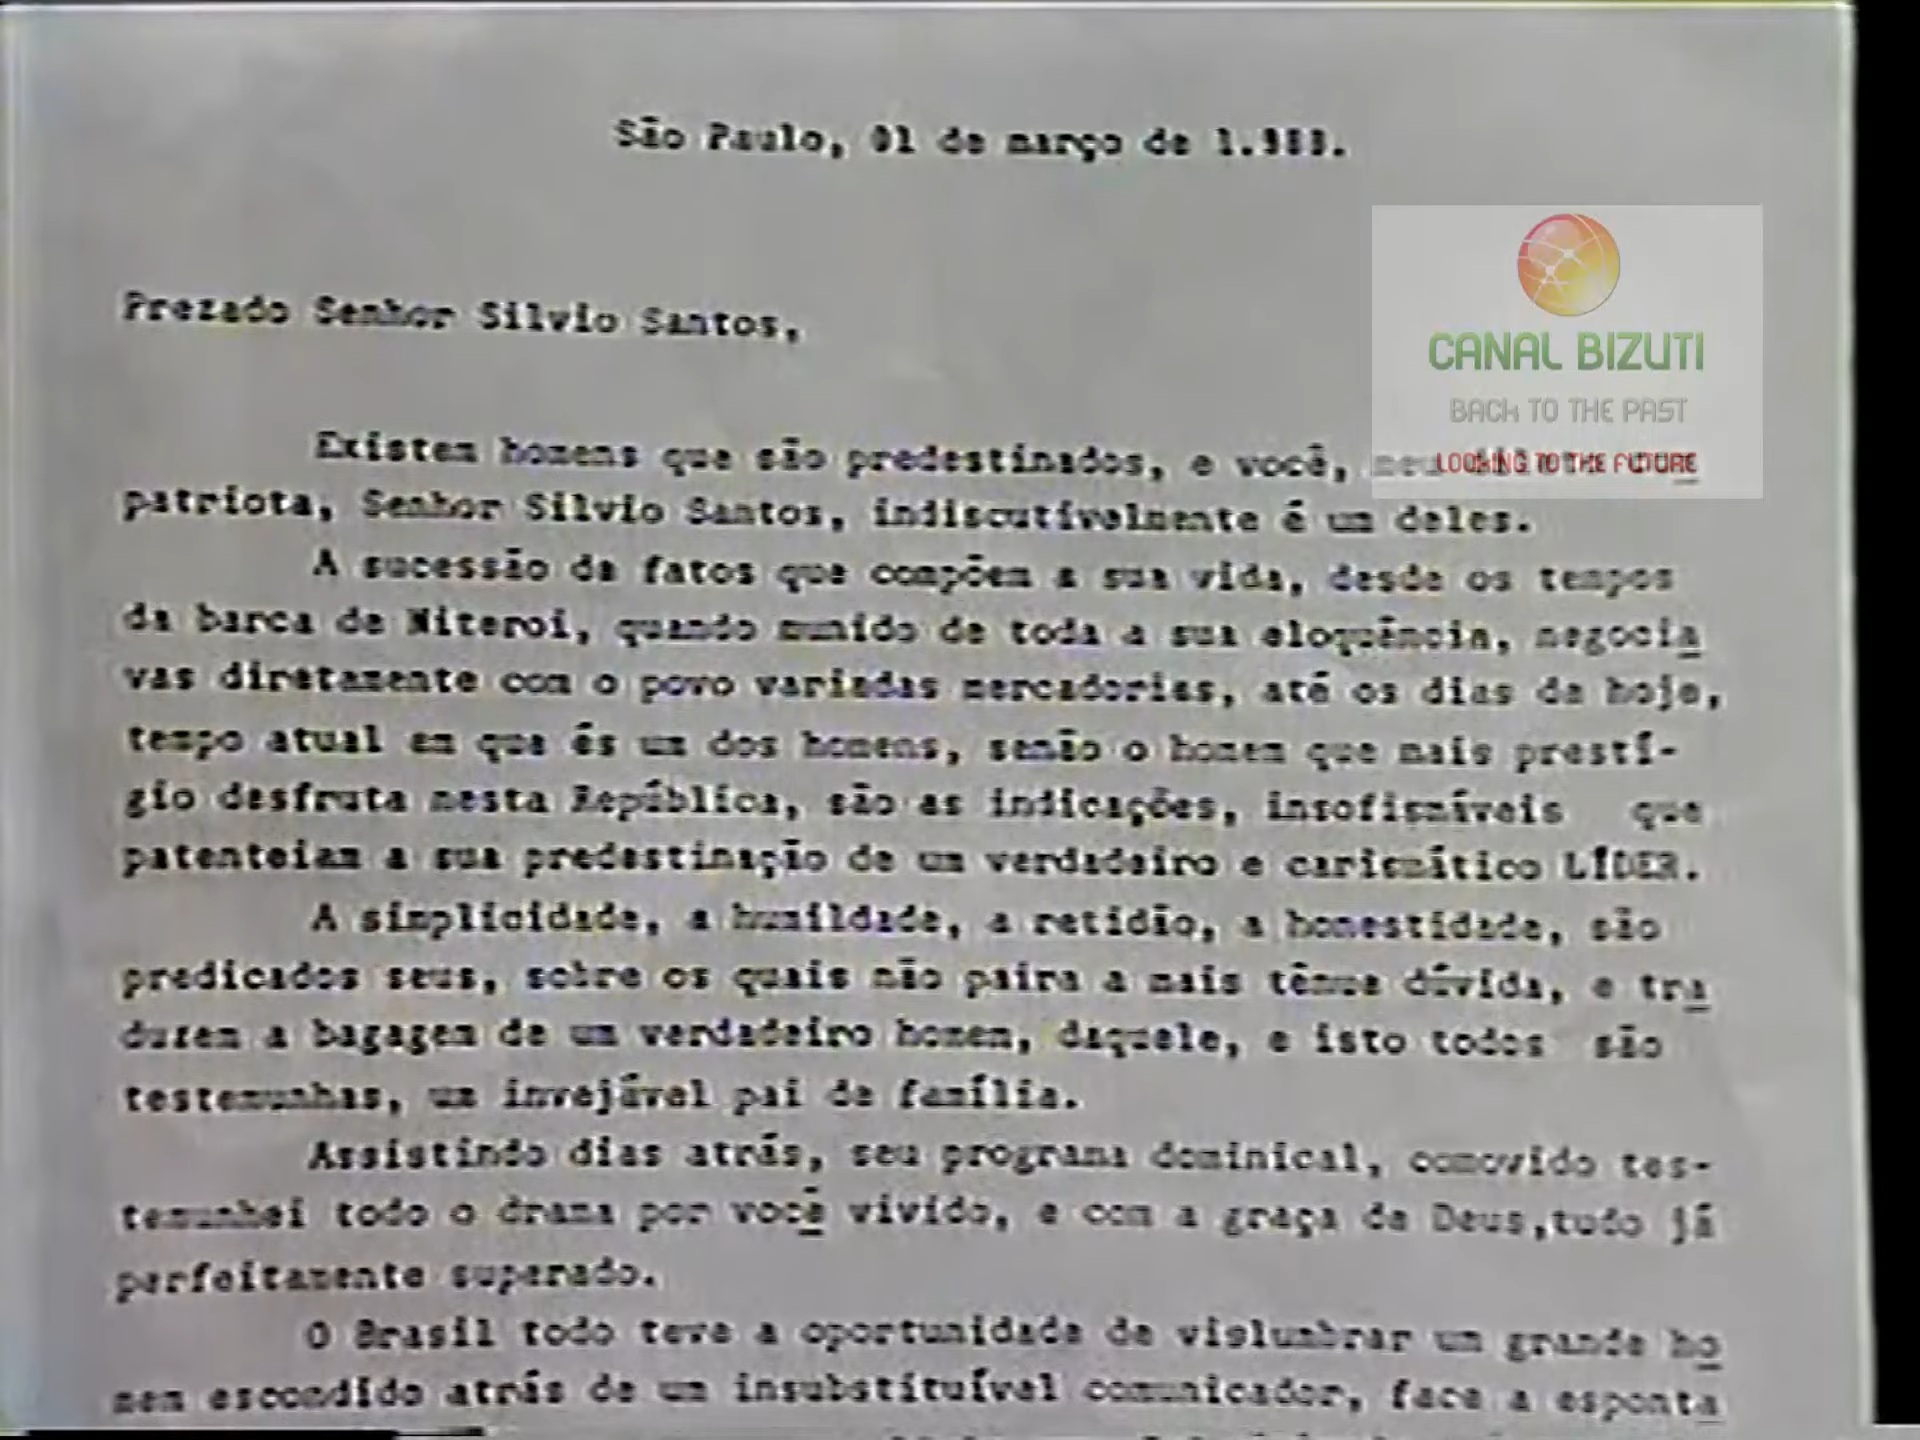 São Paulo, 01 de março de 1.988.
CANAL BIZUTI
BACK TO THE PAST
LOOKING TO THE FUTURE
Prezado Senhor Silvio Santos,
Existem homens que são predestinados, e você, meu
patriota, Senhor Silvio Santos, indiscutivelmente é um deles.
A sucessão de fatos que compõem a sua vida, desde os tempos
da barca de Niteroi, quando munido de toda a sua eloquência, negocia
vas diretamente com o povo variadas mercadorias, até os dias de hoje,
tempo atual em que és um dos homens, senão o homem que mais prestí-
gio desfruta nesta República, são as indicações, insofismáveis que
patenteiam a sua predestinação de um verdadeiro e carismático LÍDER.
A simplicidade, a humildade, a retidão, a honestidade, são
predicados seus, sobre os quais não paira a mais tênue dúvida, e tra
duzem a bagagem de um verdadeiro homem, daquele, e isto todos são
testemunhas, um invejável pai de família.
Assistindo dias atrás, seu programa dominical, comovido tes-
temunhei todo o drama por você vivido, e com a graça de Deus,tudo já
perfeitamente superado.
O Brasil todo teve a oportunidade de vislumbrar um grande ho
mem escondido atrás de um insubstituível comunicador, face a esponta